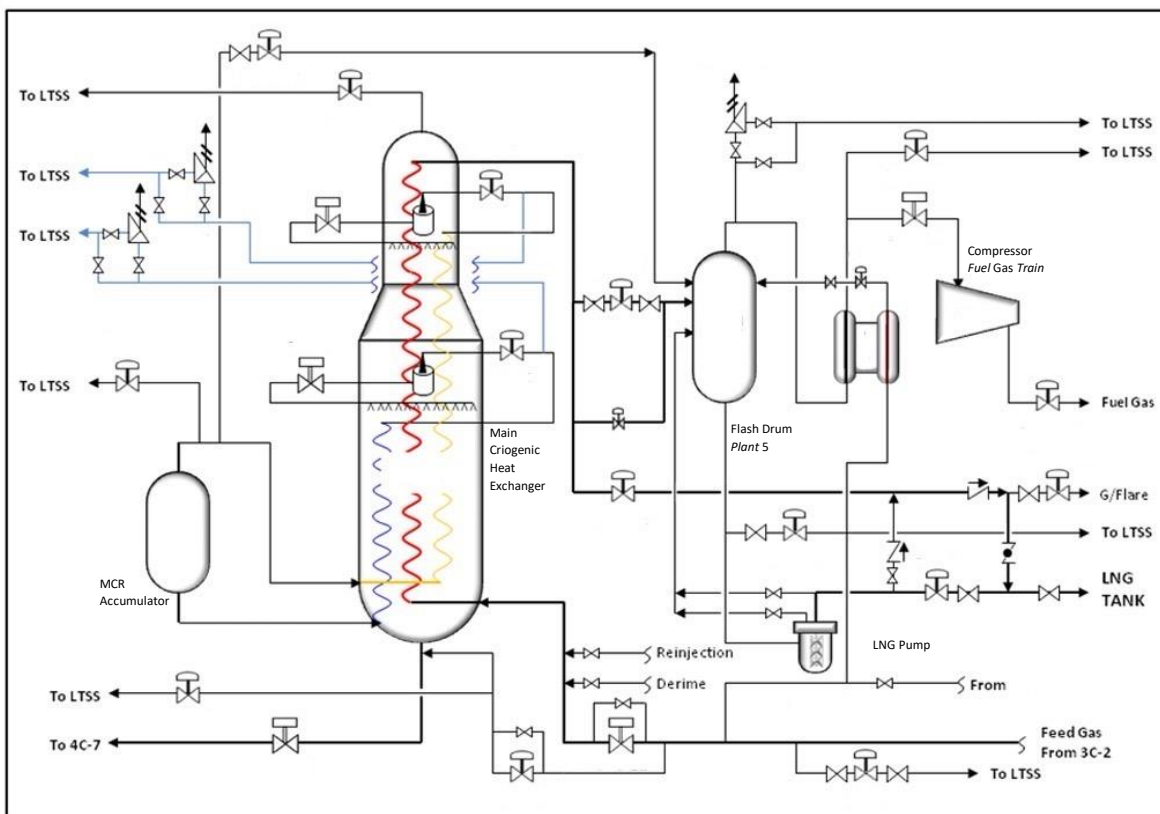 To LTSS
To LTSS
To LTSS
To LTSS
To LTSS
Compressor
Fuel Gas Train
To LTSS
Fuel Gas
Flash Drum
Plant 5
Main
Criogenic
Heat
Exchanger
G/Flare
To LTSS
MCR
Accumulator
LNG
TANK
LNG Pump
Reinjection
Derime
From
To LTSS
To 4C-7
Feed Gas
From 3C-2
To LTSS